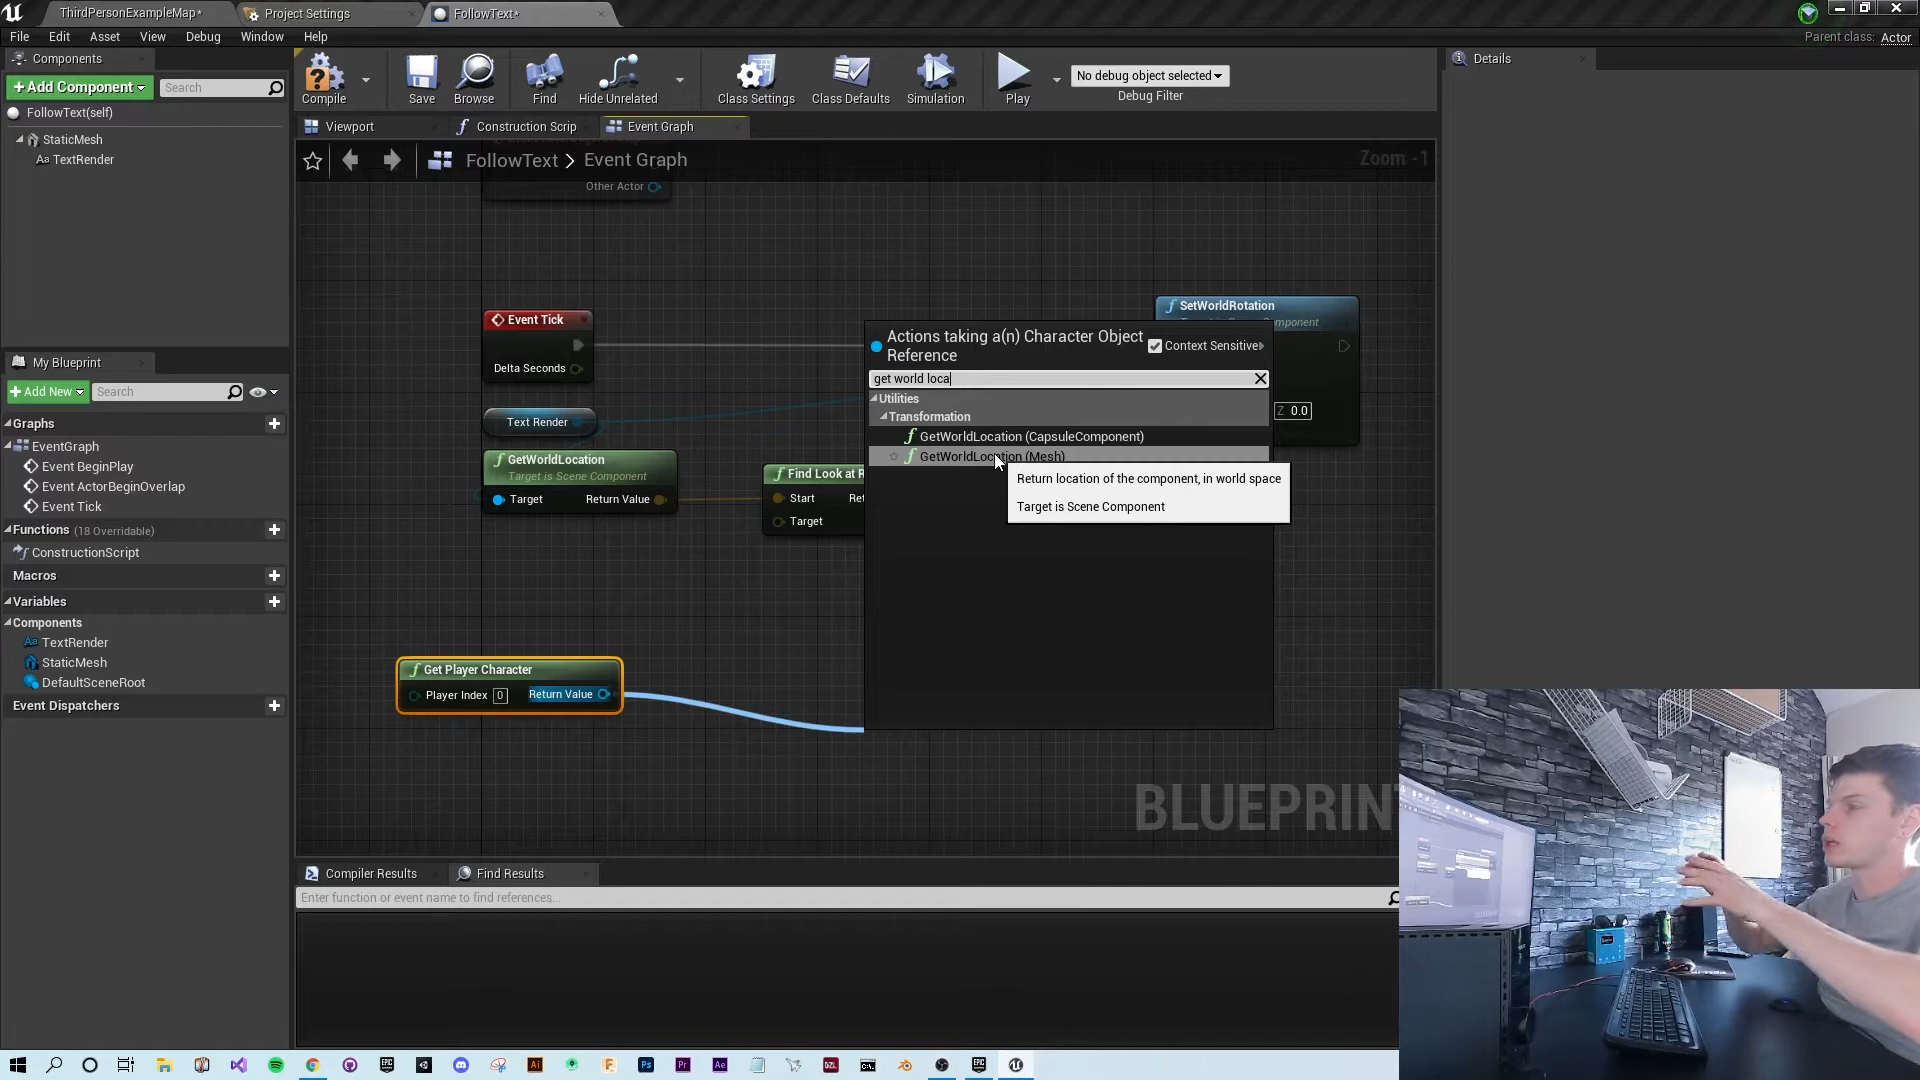 ThirdPersonExampleMap*
Project Settings
FollowText*
File Edit Asset View Debug Window Help
Parent class: Actor
Components
+Add Component
Search
FollowText(self)
StaticMesh
Aa TextRender
Compile
Save
Browse
Find
Hide Unrelated
Class Settings
Class Defaults
Simulation
Play
No debug object selected
Debug Filter
Details
Viewport
Construction Scrip
Event Graph
FollowText > Event Graph
Zoom -1
Other Actor
Event Tick
Delta Seconds
Text Render
GetWorldLocation
Target is Scene Component
Target
Return Value
Find Look at R
Start
Ret
Target
SetWorldRotation
Component
Z 0.0
Actions taking a(n) Character Object
Reference
Context Sensitive
get world loca
Utilities
Transformation
GetWorldLocation (CapsuleComponent)
GetWorldLocation (Mesh)
Return location of the component, in world space
Target is Scene Component
Get Player Character
Player Index 0
Return Value
BLUEPRINT
My Blueprint
+Add New
Search
Graphs
EventGraph
Event BeginPlay
Event ActorBeginOverlap
Event Tick
Functions (18 Overridable)
ConstructionScript
Macros
Variables
Components
Aa TextRender
StaticMesh
DefaultSceneRoot
Event Dispatchers
Compiler Results
Find Results
Enter function or event name to find references...